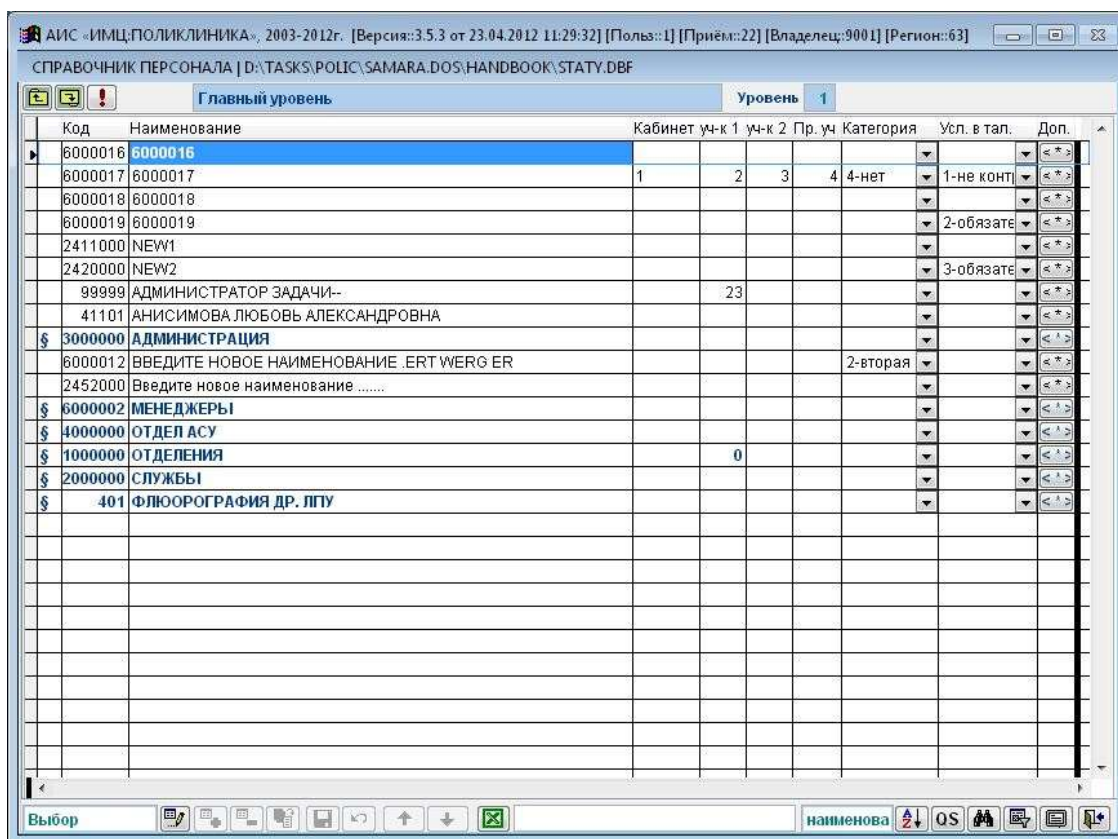 АИС «ИМЦ:ПОЛИКЛИНИКА», 2003-2012г. [Версия::3.5.3 от 23.04.2012 11:29:32] [Польз::1] [Приём::22] [Владелец::9001] [Регион::63]
СПРАВОЧНИК ПЕРСОНАЛА | D:\TASKS\POLIC\SAMARA.DOS\HANDBOOK\STATY.DBF
Главный уровень Уровень 1
Код Наименование Кабинет уч-к 1 уч-к 2 Пр. уч Категория Усл. в тал. Доп.
6000016 6000016 < * >
6000017 6000017 1 2 3 4 4-нет 1-не конт < * >
6000018 6000018 < * >
6000019 6000019 2-обязате < * >
2411000 NEW1 < * >
2420000 NEW2 3-обязате < * >
99999 АДМИНИСТРАТОР ЗАДАЧИ-- 23 < * >
41101 АНИСИМОВА ЛЮБОВЬ АЛЕКСАНДРОВНА < * >
§ 3000000 АДМИНИСТРАЦИЯ < ^ >
6000012 ВВЕДИТЕ НОВОЕ НАИМЕНОВАНИЕ .ERT WERG ER 2-вторая < * >
2452000 Введите новое наименование ....... < * >
§ 6000002 МЕНЕДЖЕРЫ < ^ >
§ 4000000 ОТДЕЛ АСУ < ^ >
§ 1000000 ОТДЕЛЕНИЯ 0 < ^ >
§ 2000000 СЛУЖБЫ < ^ >
§ 401 ФЛЮОРОГРАФИЯ ДР. ЛПУ < ^ >
Выбор наименова QS